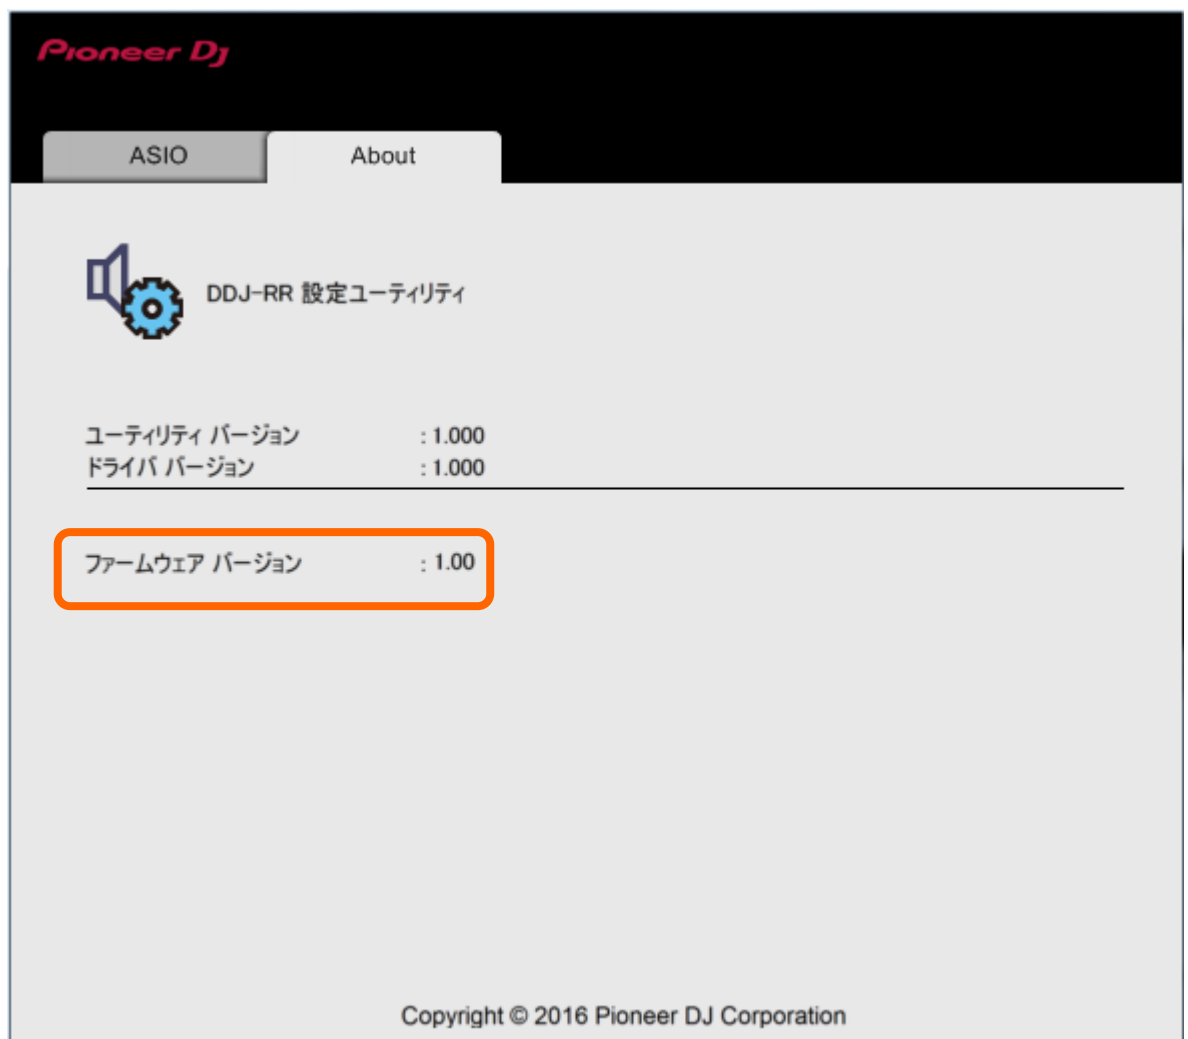 Pioneer Dj
ASIO
About
DDJ-RR 設定ユーティリティ
ユーティリティ バージョン : 1.000
ドライバ バージョン : 1.000
ファームウェア バージョン : 1.00
Copyright © 2016 Pioneer DJ Corporation